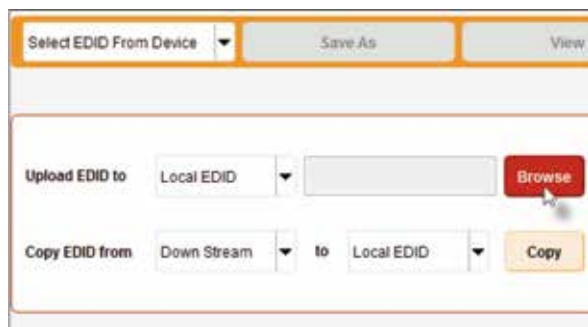 Select EDID From Device Save As View
Upload EDID to Local EDID Browse
Copy EDID from Down Stream to Local EDID Copy